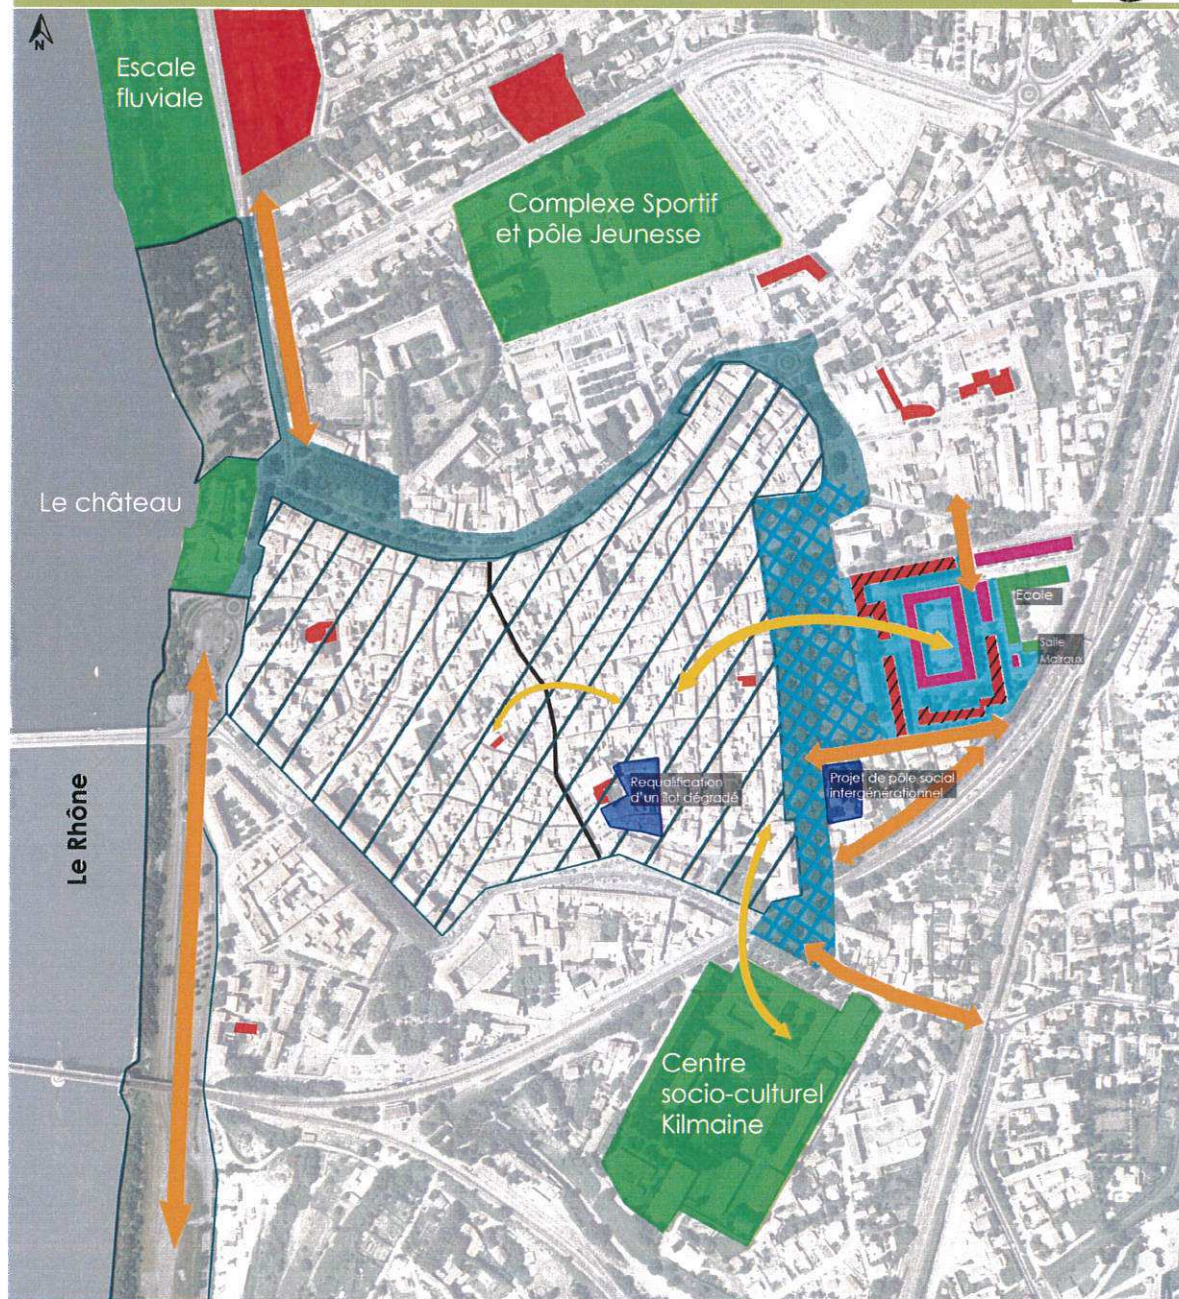 N
Escale
fluviale
Complexe Sportif
et pôle Jeunesse
Le château
Ecole
Salle
Malraux
Requalification
d'un îlot dégradé
Projet de pôle social
intergénérationnel
Le Rhône
Centre
socio-culturel
Kilmaine